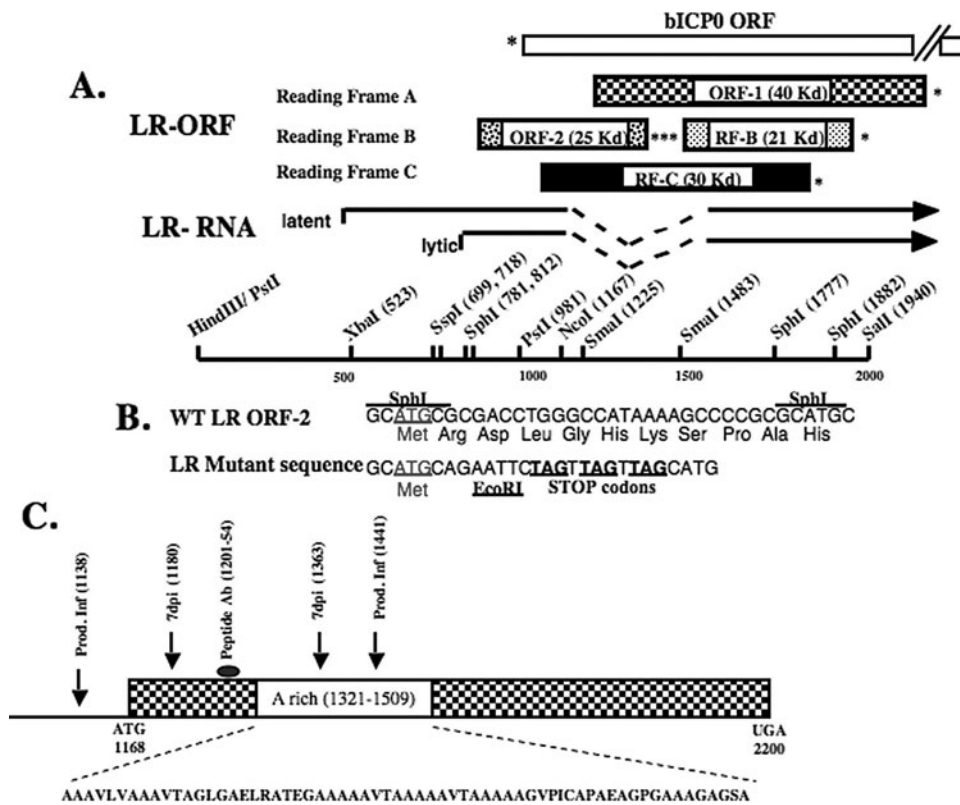 bICP0 ORF
*
A.
LR-ORF
Reading Frame A
ORF-1 (40 Kd)
*
Reading Frame B
ORF-2 (25 Kd)
***
RF-B (21 Kd)
*
Reading Frame C
RF-C (30 Kd)
*
LR- RNA
latent
lytic
HindIII/ PstI
XbaI (523)
SspI (699, 718)
SphI (781, 812)
PstI (981)
NcoI (1167)
SmaI (1225)
SmaI (1483)
SphI (1777)
SphI (1882)
SalI (1940)
500
1000
1500
2000
B.
SphI
SphI
WT LR ORF-2
GCATGCGCGACCTGGGCCATAAAAGCCCCGCGCATGC
Met Arg Asp Leu Gly His Lys Ser Pro Ala His
LR Mutant sequence
GCATGCAGAATTCTAGTTAGTTAGCATG
Met
EcoRI
STOP codons
C.
Prod. Inf (1138)
7dpi (1180)
Peptide Ab (1201-54)
7dpi (1363)
Prod. Inf (1441)
A rich (1321-1509)
ATG
1168
UGA
2200
AAAVLVAAAVTAGLGAELRATEGAAAAAVTAAAAAVTAAAAAGVPICAPAEAGPGAAAGAGSA